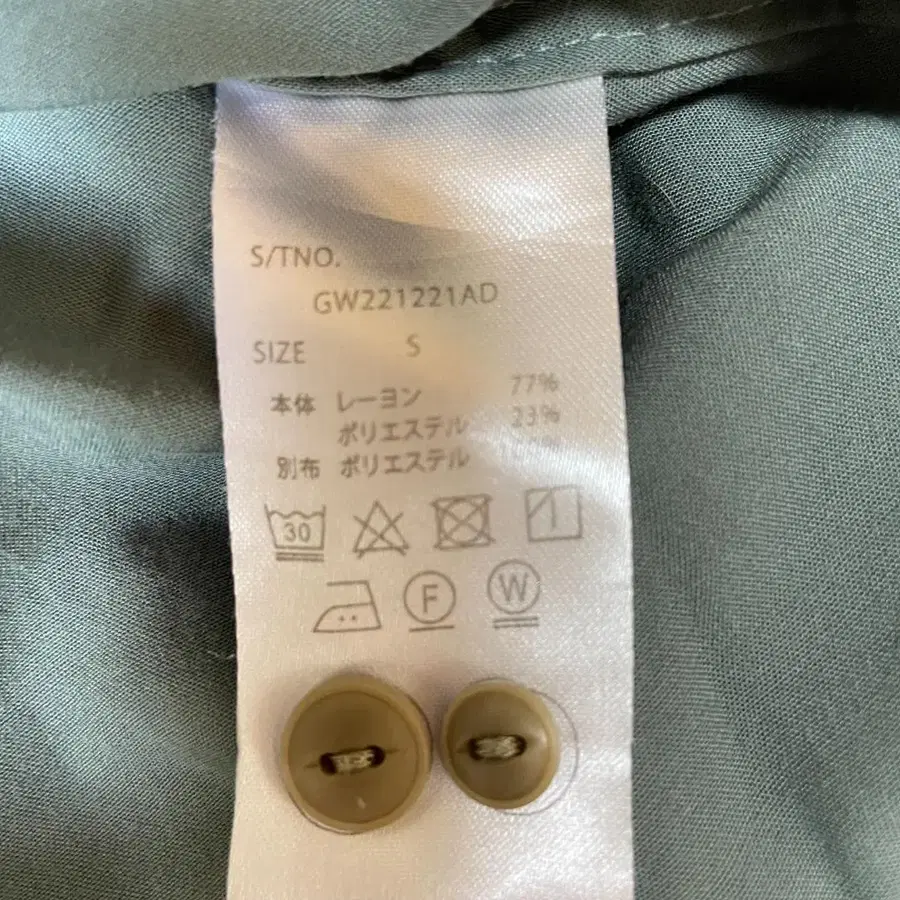 S/TNO.
GW221221AD
SIZE S
本体 レーヨン 77%
ポリエステル 23%
別布 ポリエステル 100%
30
F
W